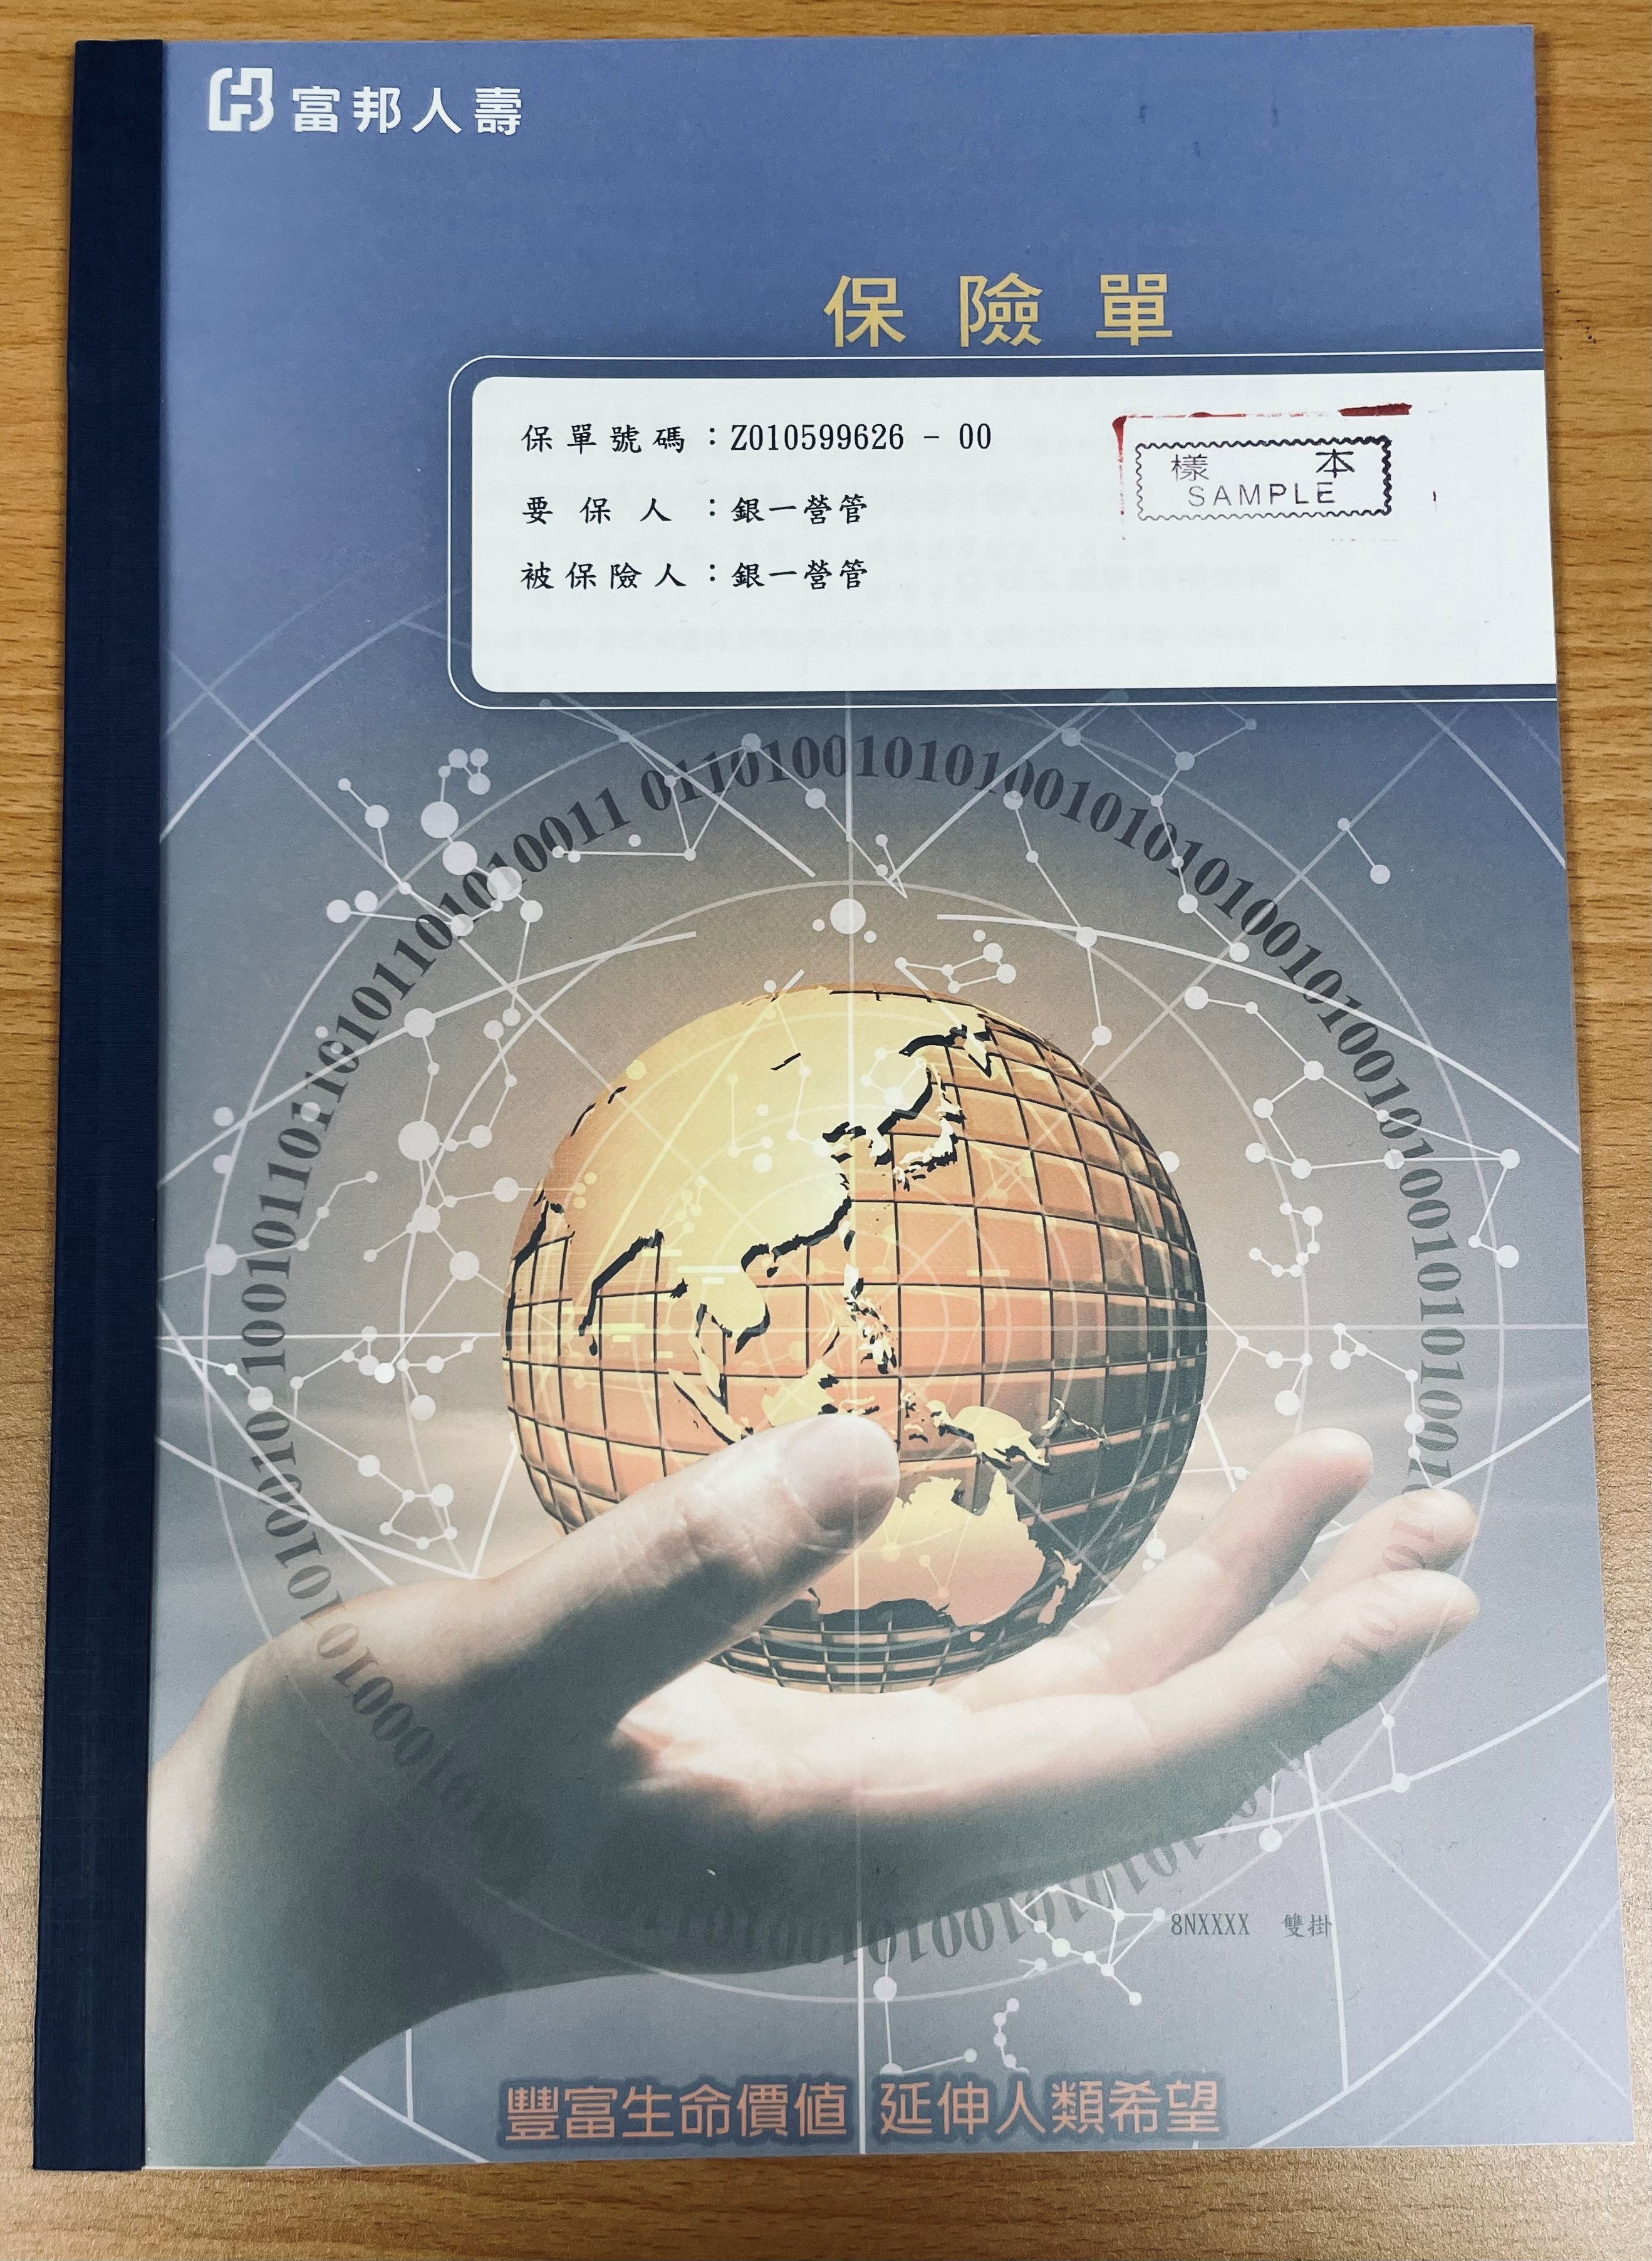 富邦人壽
保險單
保單號碼：Z010599626 - 00
樣本
SAMPLE
要保人：銀一營管
被保險人：銀一營管
8NXXXX 雙掛
豐富生命價值 延伸人類希望